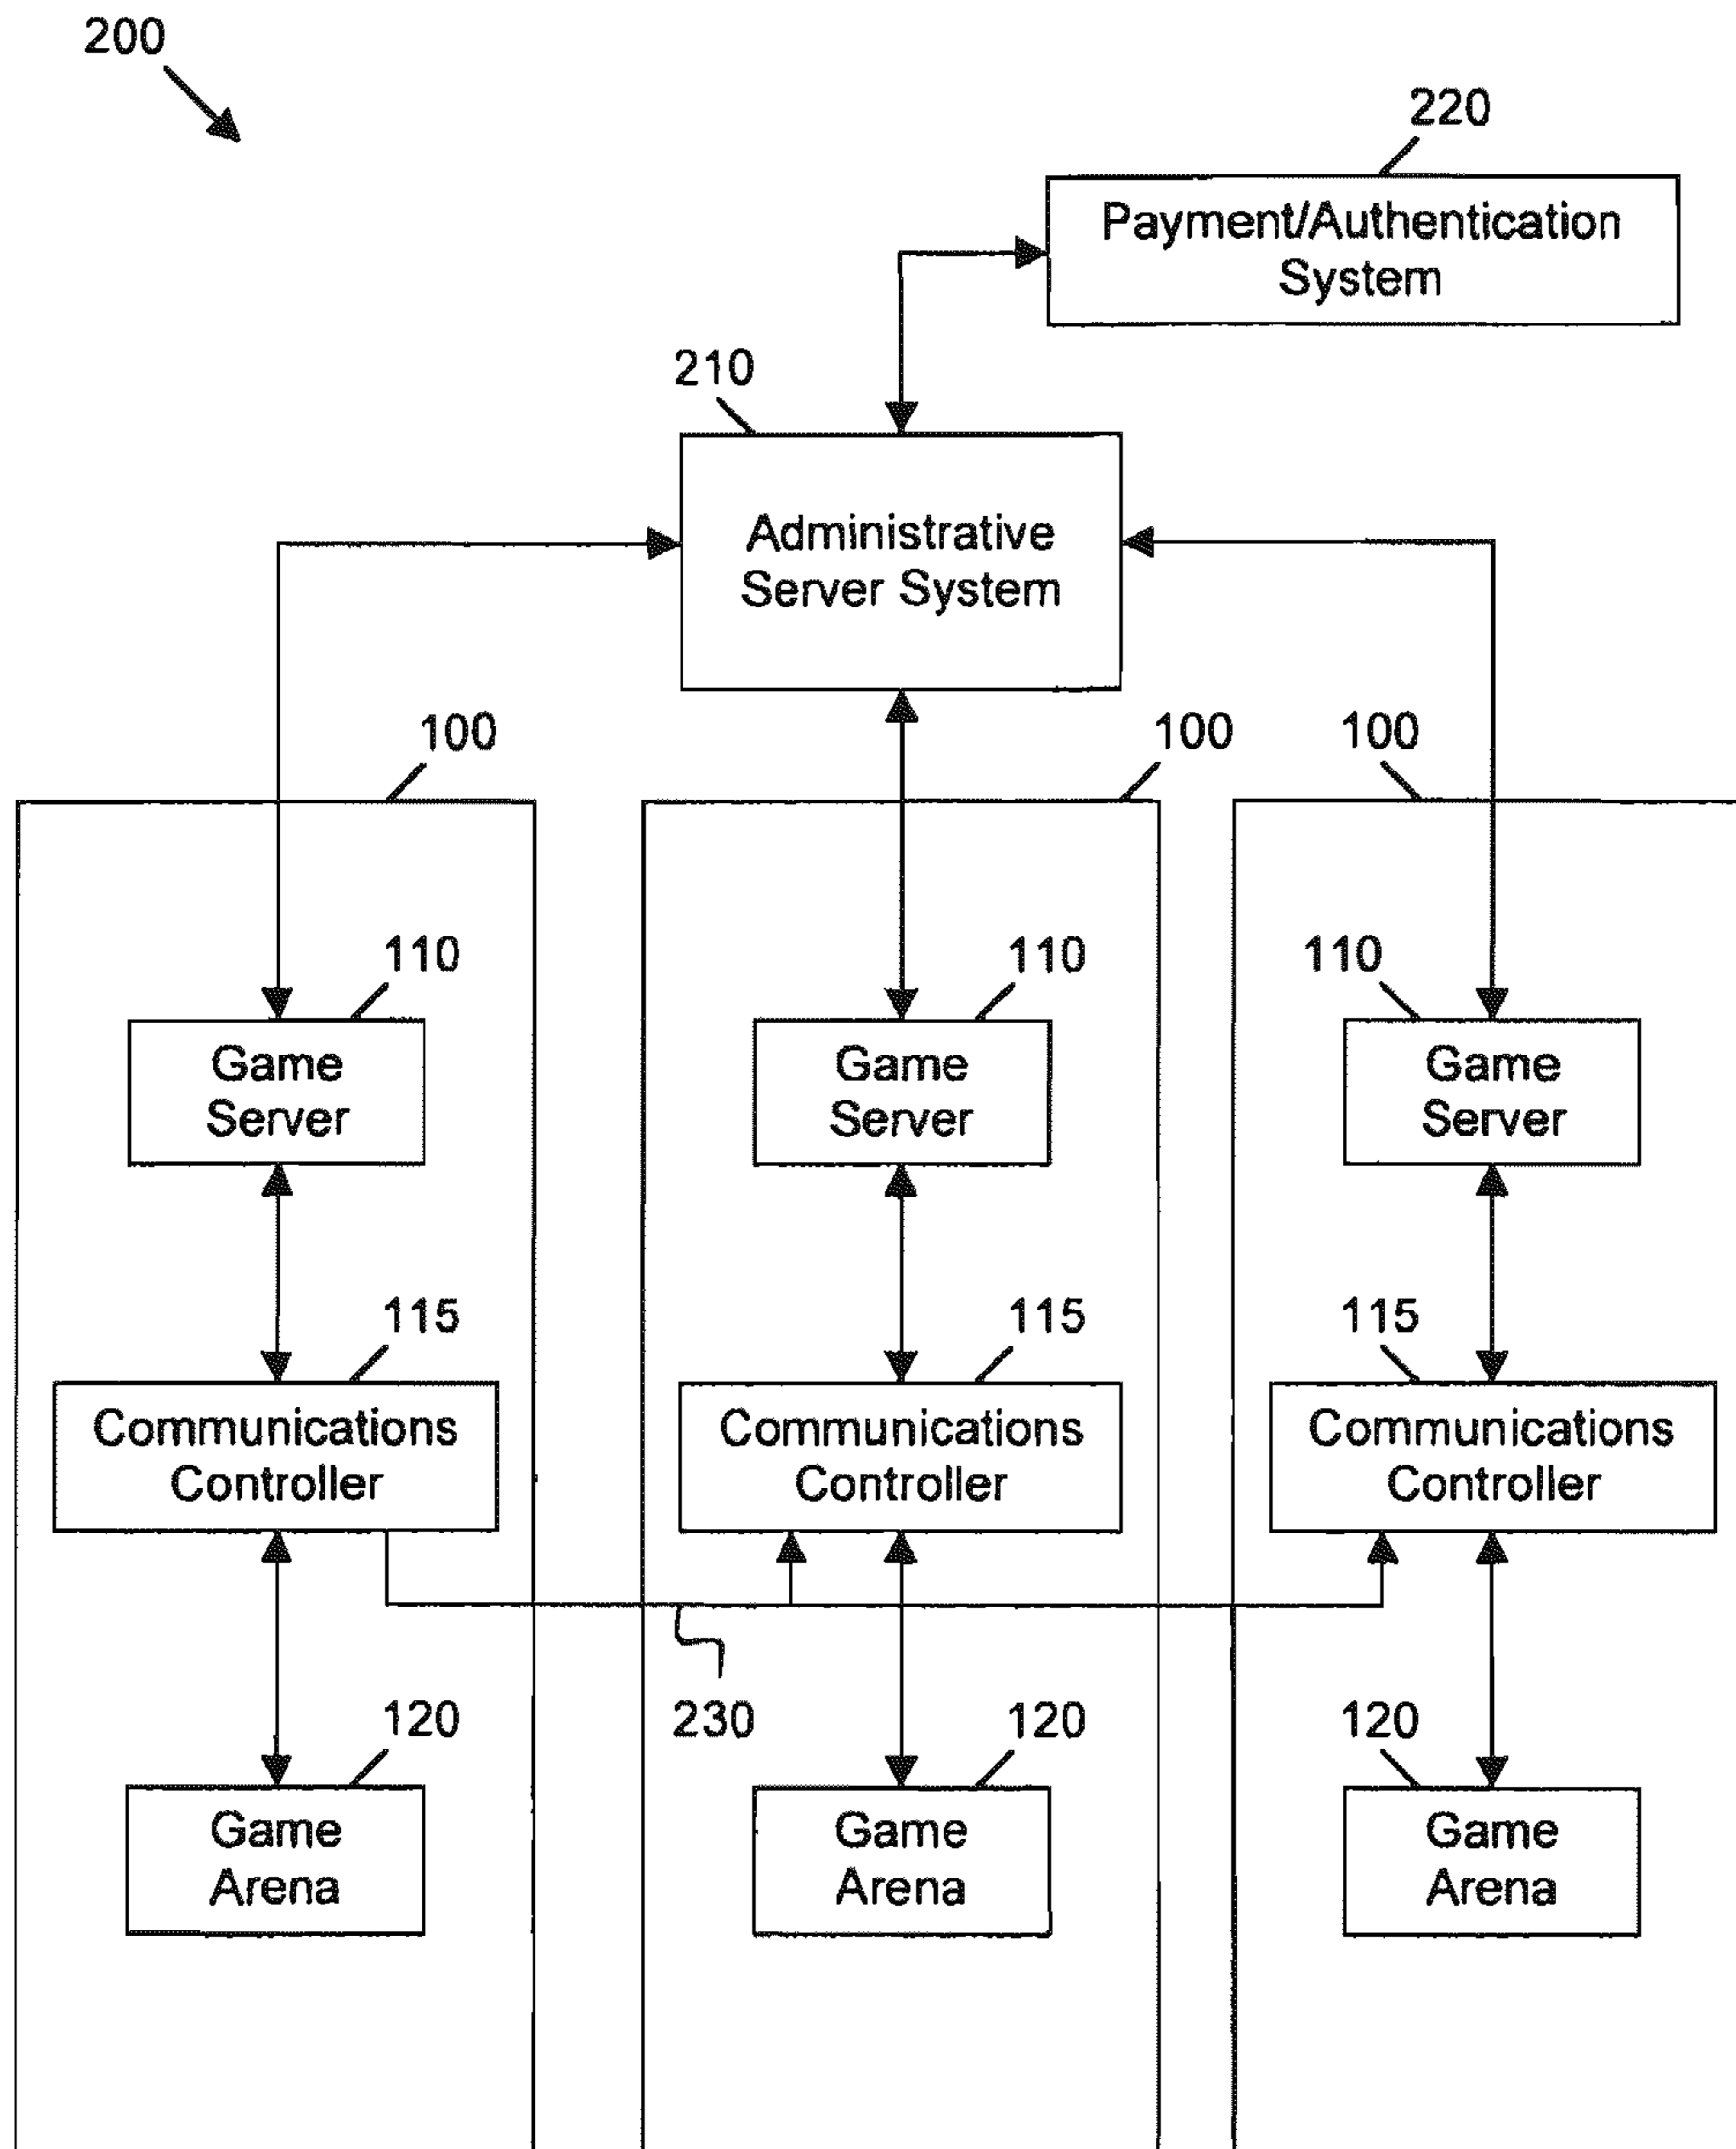 200
220
Payment/Authentication
System
210
Administrative
Server System
100
100
100
110
110
110
Game
Server
Game
Server
Game
Server
115
115
115
Communications
Controller
Communications
Controller
Communications
Controller
230
120
120
120
Game
Arena
Game
Arena
Game
Arena